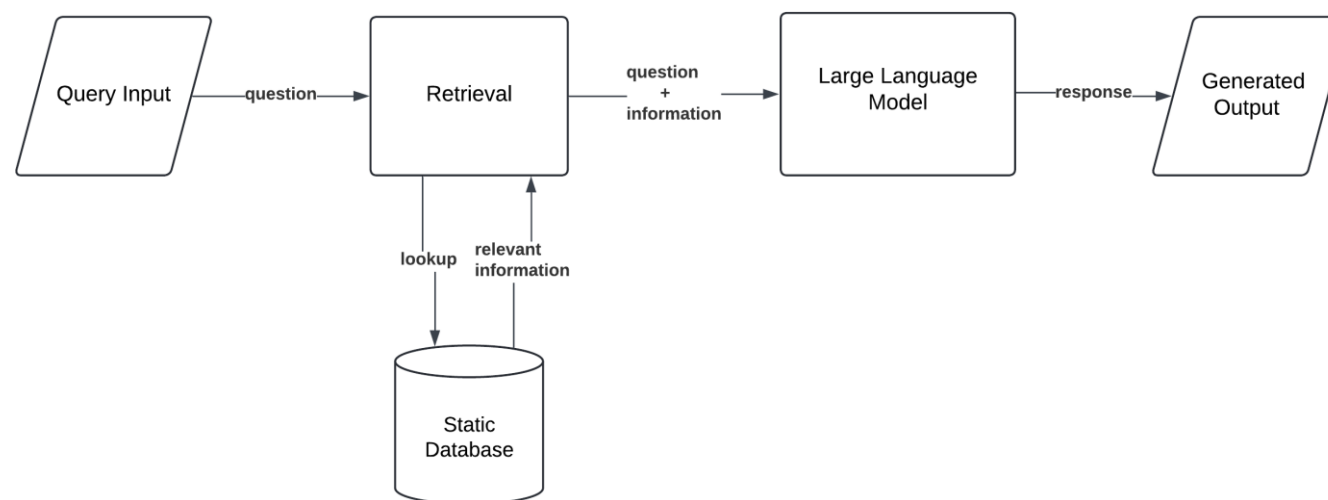 Query Input
question
Retrieval
question
+
information
Large Language
Model
response
Generated
Output
lookup
relevant
information
Static
Database